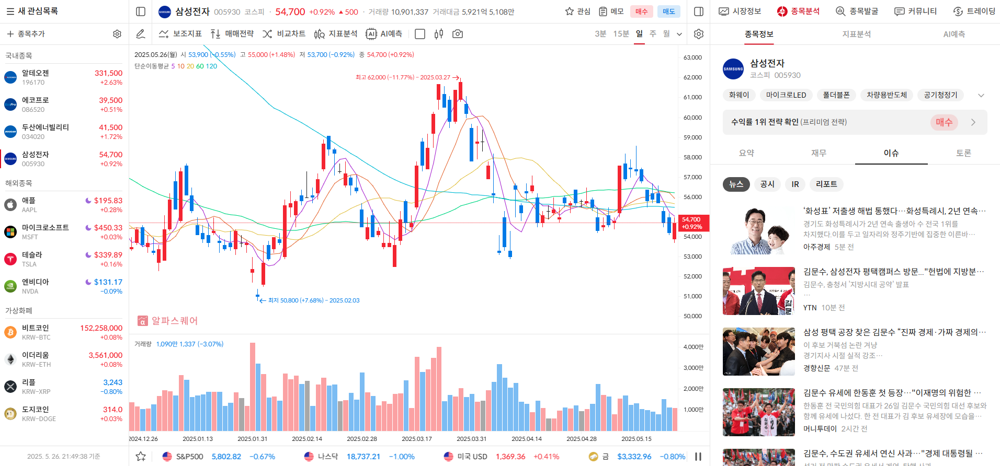 새 관심목록
종목추가
국내종목
알테오젠 331,500
196170 +2.63%
에코프로 39,500
086520 +0.51%
두산에너빌리티 41,500
034020 +1.72%
삼성전자 54,700
005930 +0.92%
해외종목
애플 $195.83
AAPL +0.28%
마이크로소프트 $450.33
MSFT +0.03%
테슬라 $339.89
TSLA +0.16%
엔비디아 $131.17
NVDA −0.09%
가상화폐
비트코인 152,258,000
KRW−BTC +0.08%
이더리움 3,561,000
KRW−ETH +0.08%
리플 3,243
KRW−XRP −0.80%
도지코인 314.0
KRW−DOGE +0.03%
2025. 5. 26. 21:49:38 기준
SAMSUNG 삼성전자 005930 코스피 · 54,700 +0.92% ▲500 · 거래량 10,901,337 거래대금 5,921억 5,108만
관심 메모 매수 매도
보조지표 매매전략 비교차트 지표분석 AI예측
3분 15분 일 주 월
2025.05.26(월) 시 53,900 (−0.55%) 고 55,000 (+1.48%) 저 53,700 (−0.92%) 종 54,700 (+0.92%)
단순이동평균 5 10 20 60 120
최고 62,000 (−11.77%) − 2025.03.27
최저 50,800 (+7.68%) − 2025.02.03
알파스퀘어
63,000
62,000
61,000
60,000
59,000
58,000
57,000
56,000
54,700
+0.92%
54,000
53,000
52,000
51,000
50,000
거래량 1,090만 1,337 (−3.07%)
4,000만
3,000만
2,000만
1,000만
2024.12.26 2025.01.13 2025.01.31 2025.02.14 2025.02.28 2025.03.17 2025.03.31 2025.04.14 2025.04.28 2025.05.15
S&P500 5,802.82 −0.67% 나스닥 18,737.21 −1.00% 미국 USD 1,369.36 +0.41% 금 $3,332.96 −0.80%
시장정보 종목분석 종목발굴 커뮤니티 트레이딩
종목정보 지표분석 AI예측
SAMSUNG
삼성전자
코스피 005930
화웨이 마이크로LED 폴더블폰 차량용반도체 공기청정기
수익률 1위 전략 확인 (프리미엄 전략) 매수
요약 재무 이슈 토론
뉴스 공시 IR 리포트
‘화성표’ 저출생 해법 통했다…화성특례시, 2년 연속…
경기도 화성특례시가 2년 연속 출생아 수 전국 1위를
차지했다.이를 두고 일자리와 정주기반에 집중한 이른바…
아주경제 5분 전
김문수, 삼성전자 평택캠퍼스 방문..."헌법에 지방분…
김문수, 충청서 '지방시대 공약' 발표
…
YTN 10분 전
삼성 평택 공장 찾은 김문수 “진짜 경제·가짜 경제의…
이 후보 거북섬 논란 겨냥
경기지사 시절 실적 강조…
경향신문 47분 전
김문수 유세에 한동훈 첫 등장…"이재명의 위험한 …
한동훈 전 국민의힘 대표가 26일 김문수 국민의힘 대선 후보와
함께 유세에 나섰다. 한 전 대표가 김 후보 유세장에 모습을…
머니투데이 2시간 전
김문수, 수도권 유세서 연신 사과…"경제 대통령될 …